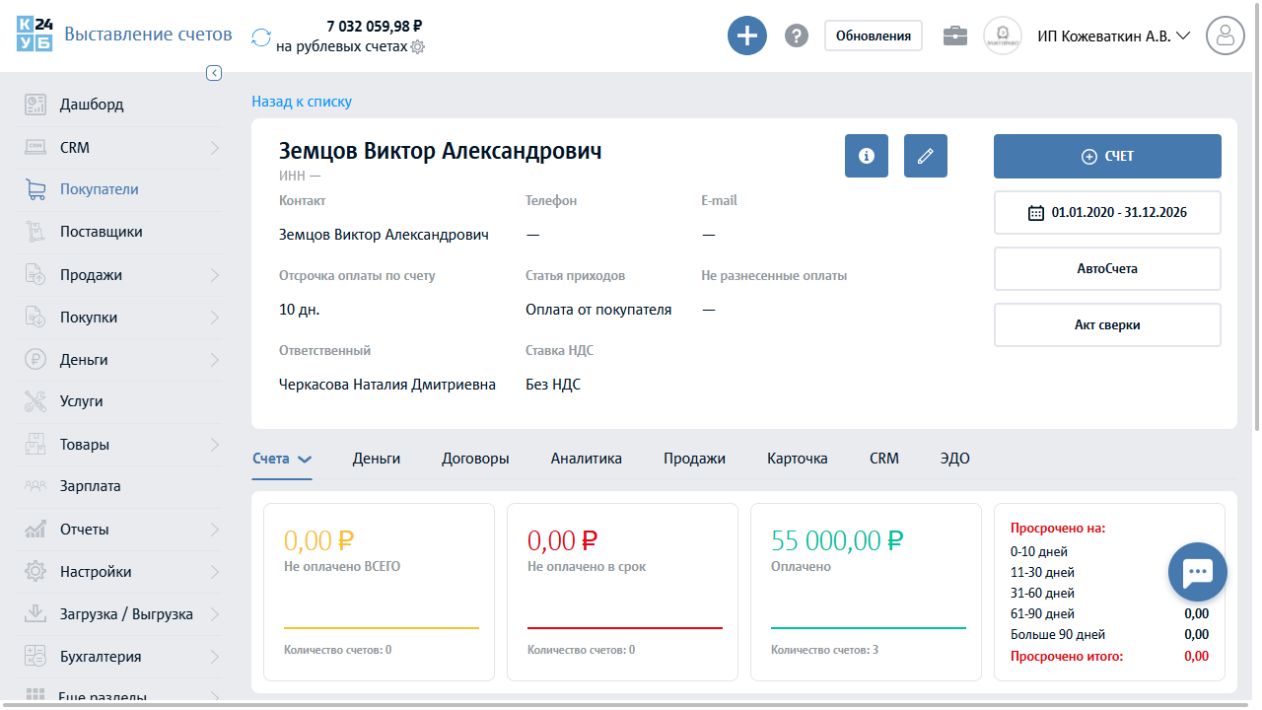 К 24
У Б
Выставление счетов
7 032 059,98 ₽
на рублевых счетах
Обновления
ИП Кожеваткин А.В.
Дашборд
CRM
Покупатели
Поставщики
Продажи
Покупки
Деньги
Услуги
Товары
Зарплата
Отчеты
Настройки
Загрузка / Выгрузка
Бухгалтерия
Еще разделы
Назад к списку
Земцов Виктор Александрович
ИНН —
Контакт
Телефон
E-mail
Земцов Виктор Александрович
—
—
Отсрочка оплаты по счету
Статья приходов
Не разнесенные оплаты
10 дн.
Оплата от покупателя
—
Ответственный
Ставка НДС
Черкасова Наталия Дмитриевна
Без НДС
СЧЕТ
01.01.2020 - 31.12.2026
АвтоСчета
Акт сверки
Счета
Деньги
Договоры
Аналитика
Продажи
Карточка
CRM
ЭДО
0,00 ₽
Не оплачено ВСЕГО
Количество счетов: 0
0,00 ₽
Не оплачено в срок
Количество счетов: 0
55 000,00 ₽
Оплачено
Количество счетов: 3
Просрочено на:
0-10 дней
11-30 дней
31-60 дней
61-90 дней 0,00
Больше 90 дней 0,00
Просрочено итого: 0,00